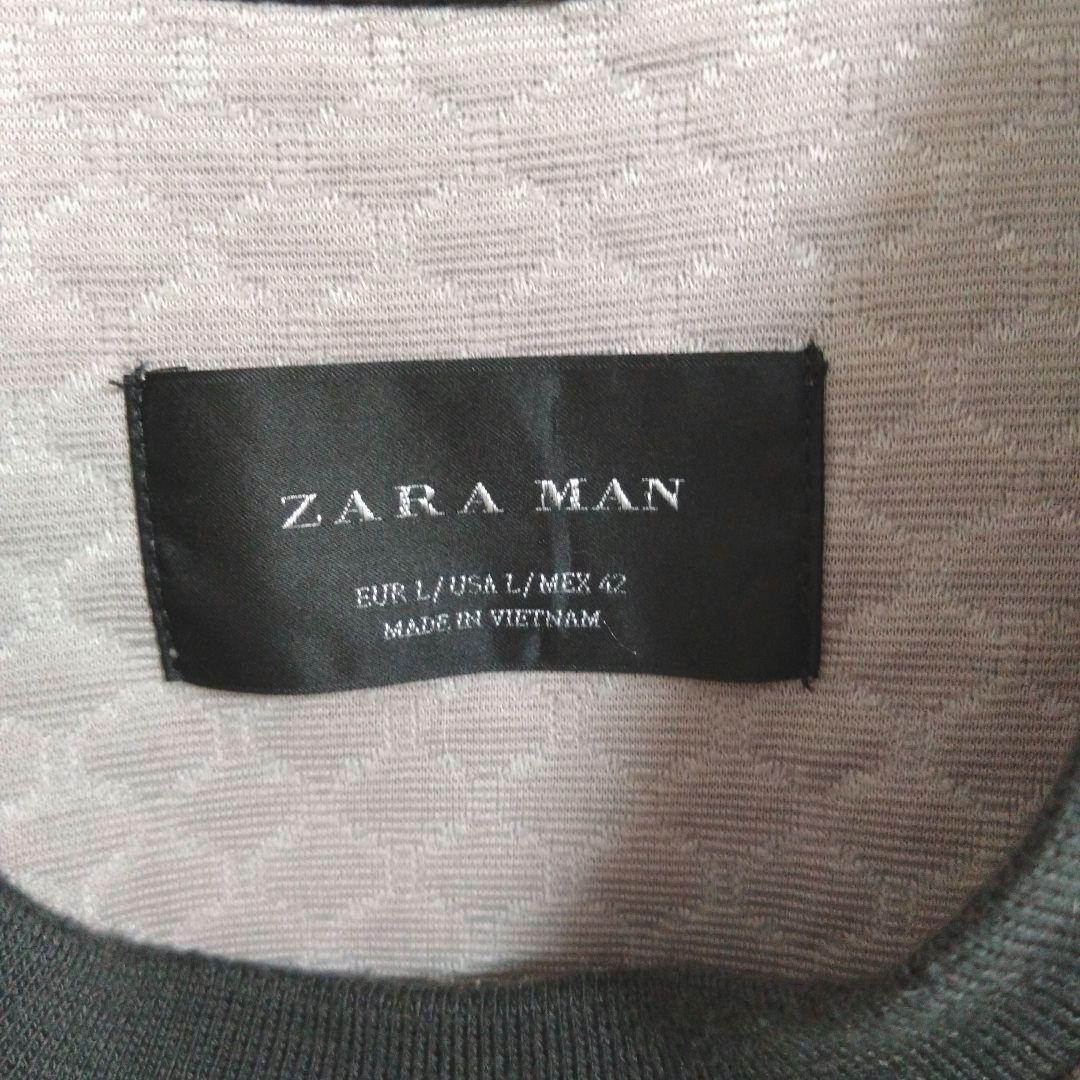 ZARA MAN
EUR L/USA L/MEX 42
MADE IN VIETNAM